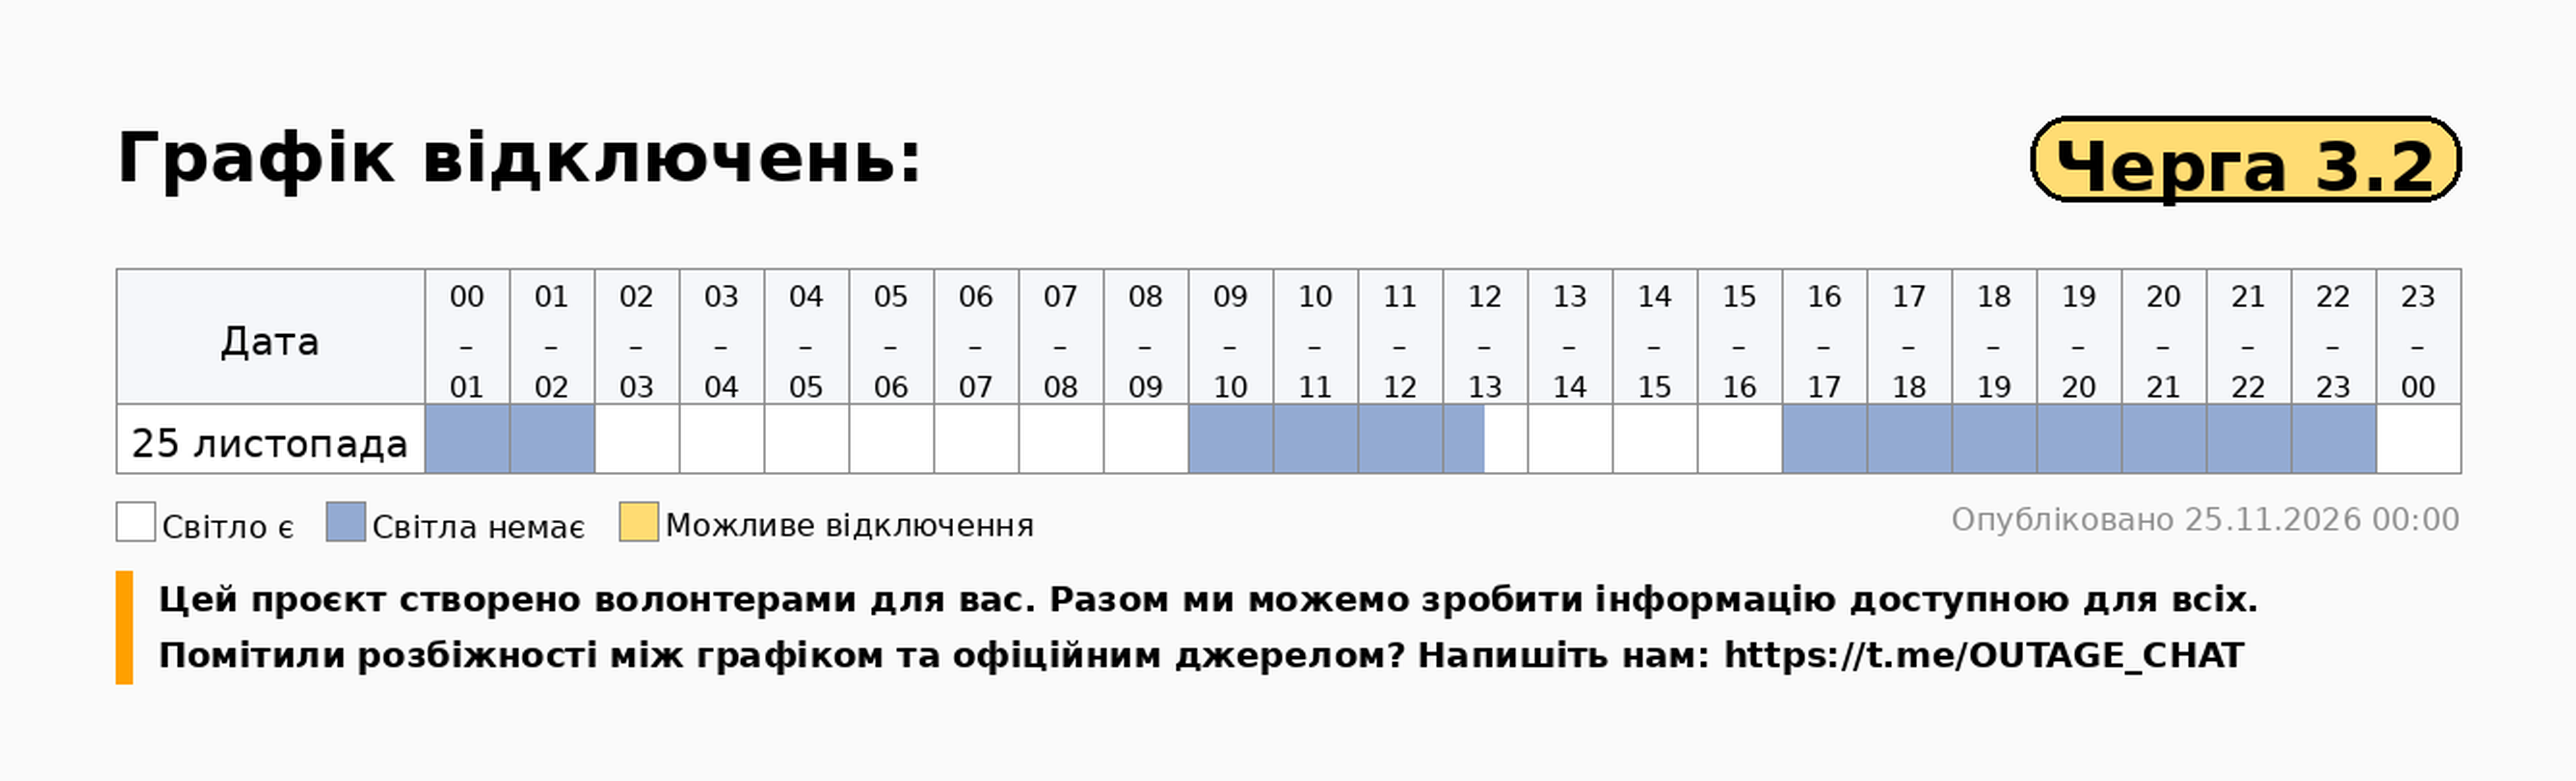 Графік відключень:
Черга 3.2
Дата
00 – 01
01 – 02
02 – 03
03 – 04
04 – 05
05 – 06
06 – 07
07 – 08
08 – 09
09 – 10
10 – 11
11 – 12
12 – 13
13 – 14
14 – 15
15 – 16
16 – 17
17 – 18
18 – 19
19 – 20
20 – 21
21 – 22
22 – 23
23 – 00
25 листопада
Світло є
Світла немає
Можливе відключення
Опубліковано 25.11.2026 00:00
Цей проєкт створено волонтерами для вас. Разом ми можемо зробити інформацію доступною для всіх.
Помітили розбіжності між графіком та офіційним джерелом? Напишіть нам: https://t.me/OUTAGE_CHAT